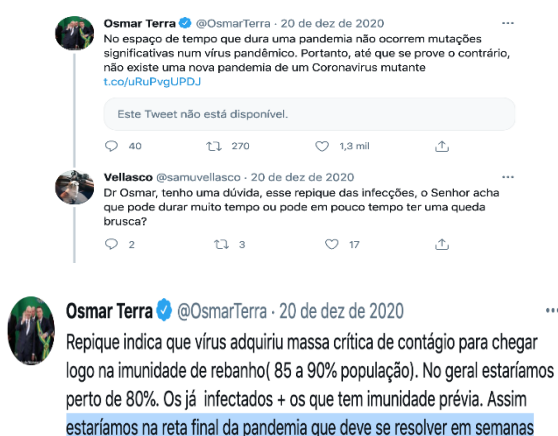 Osmar Terra @OsmarTerra · 20 de dez de 2020
No espaço de tempo que dura uma pandemia não ocorrem mutações
significativas num vírus pandêmico. Portanto, até que se prove o contrário,
não existe uma nova pandemia de um Coronavirus mutante
t.co/uRuPvgUPDJ
Este Tweet não está disponível.
40 270 1,3 mil
Vellasco @samuvellasco · 20 de dez de 2020
Dr Osmar, tenho uma dúvida, esse repique das infecções, o Senhor acha
que pode durar muito tempo ou pode em pouco tempo ter uma queda
brusca?
2 3 17
Osmar Terra @OsmarTerra · 20 de dez de 2020
Repique indica que vírus adquiriu massa crítica de contágio para chegar
logo na imunidade de rebanho( 85 a 90% população). No geral estaríamos
perto de 80%. Os já infectados + os que tem imunidade prévia. Assim
estaríamos na reta final da pandemia que deve se resolver em semanas